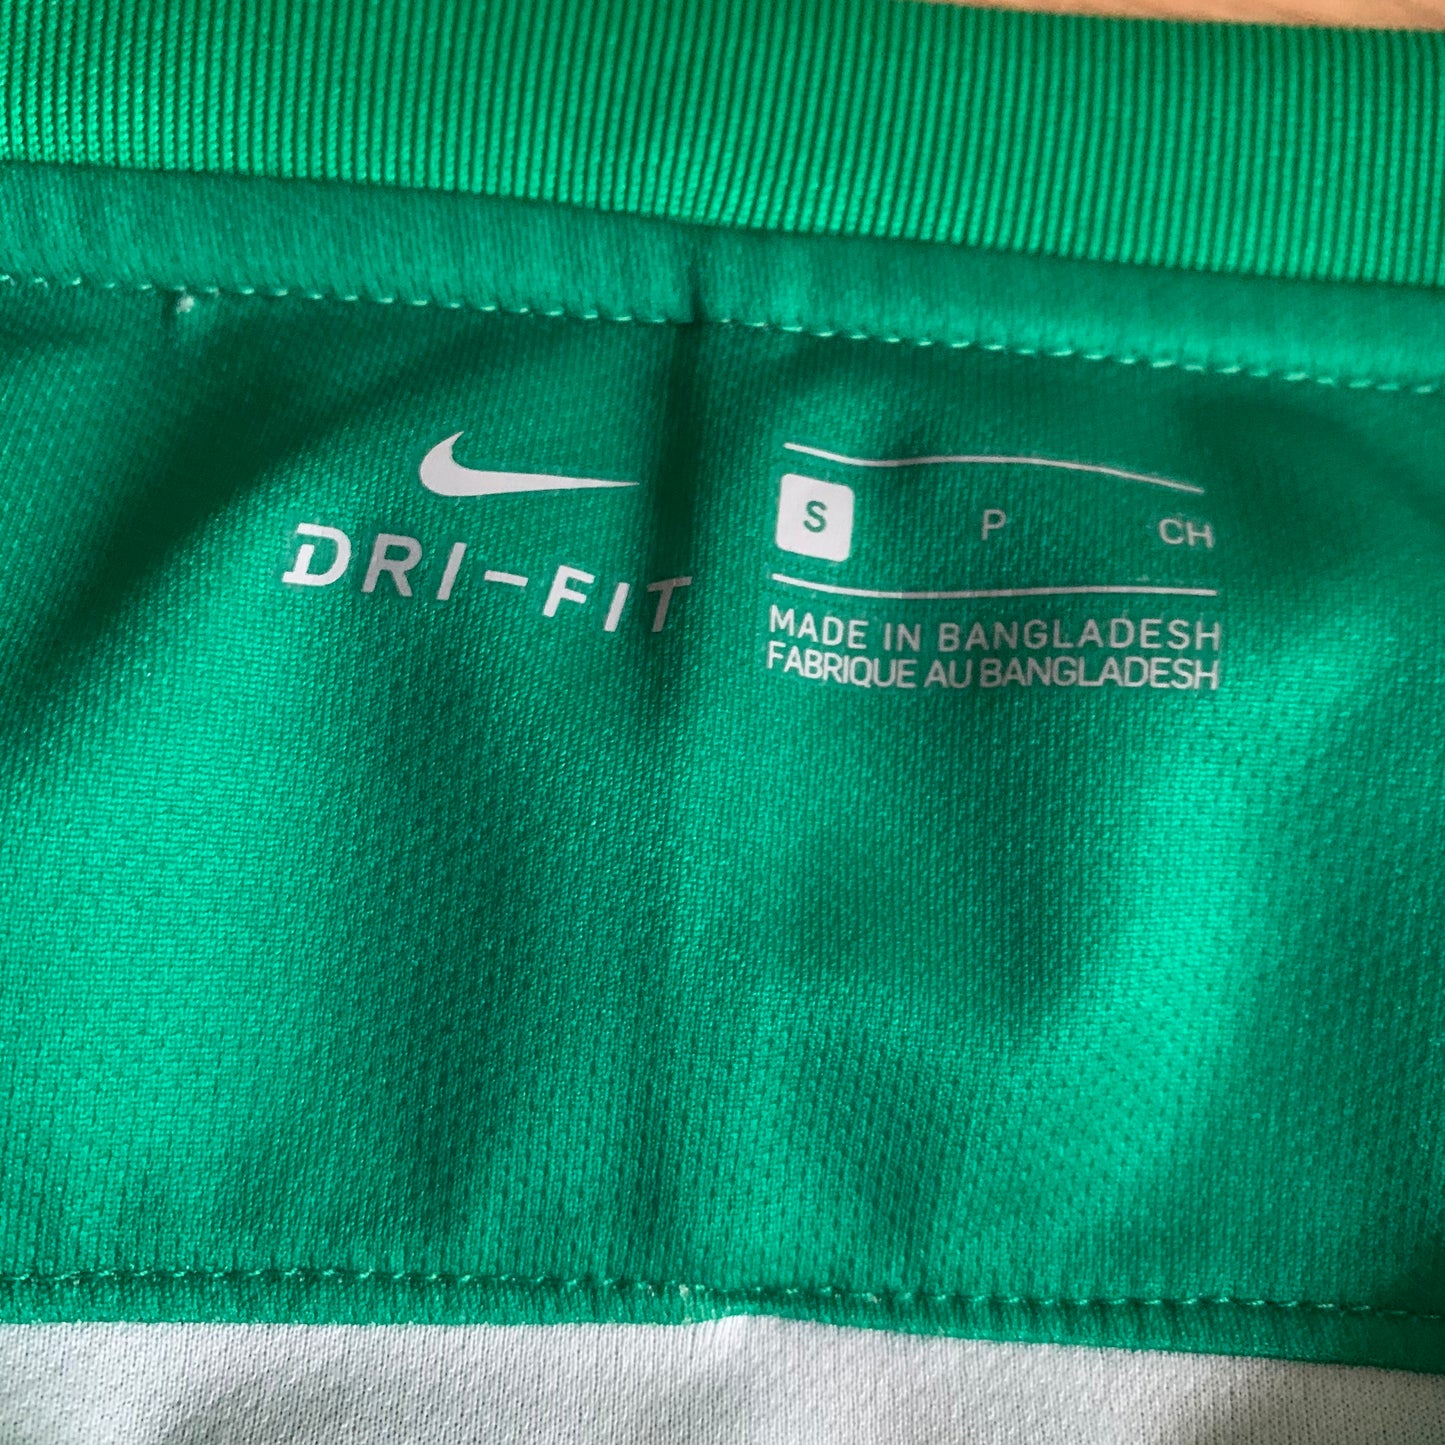 DRI-FIT
S P CH
MADE IN BANGLADESH
FABRIQUE AU BANGLADESH